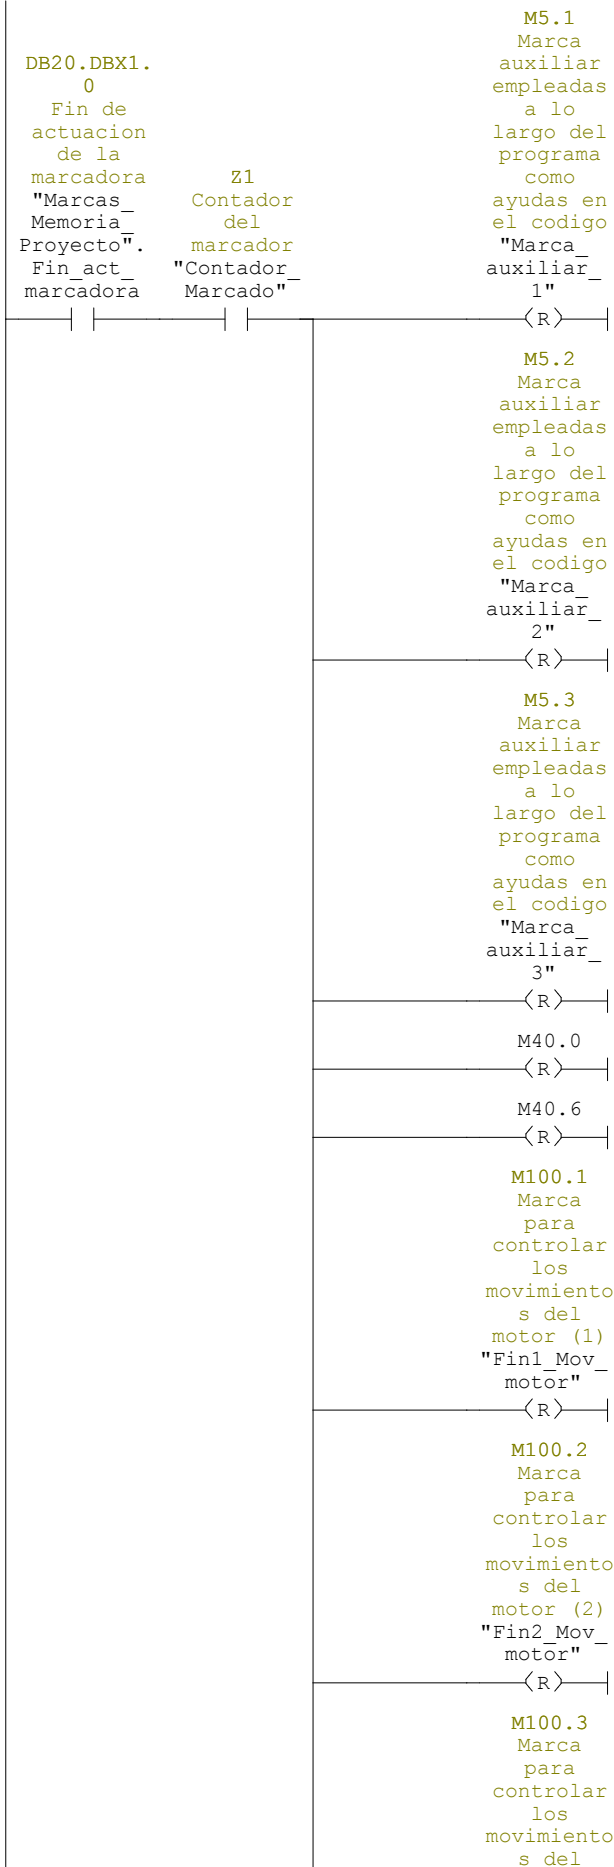 DB20.DBX1.
0
Fin de
actuacion
de la
marcadora
"Marcas_
Memoria_
Proyecto".
Fin_act_
marcadora
Z1
Contador
del
marcador
"Contador_
Marcado"
M5.1
Marca
auxiliar
empleadas
a lo
largo del
programa
como
ayudas en
el codigo
"Marca_
auxiliar_
1"
R
M5.2
Marca
auxiliar
empleadas
a lo
largo del
programa
como
ayudas en
el codigo
"Marca_
auxiliar_
2"
R
M5.3
Marca
auxiliar
empleadas
a lo
largo del
programa
como
ayudas en
el codigo
"Marca_
auxiliar_
3"
R
M40.0
R
M40.6
R
M100.1
Marca
para
controlar
los
movimiento
s del
motor (1)
"Fin1_Mov_
motor"
R
M100.2
Marca
para
controlar
los
movimiento
s del
motor (2)
"Fin2_Mov_
motor"
R
M100.3
Marca
para
controlar
los
movimiento
s del